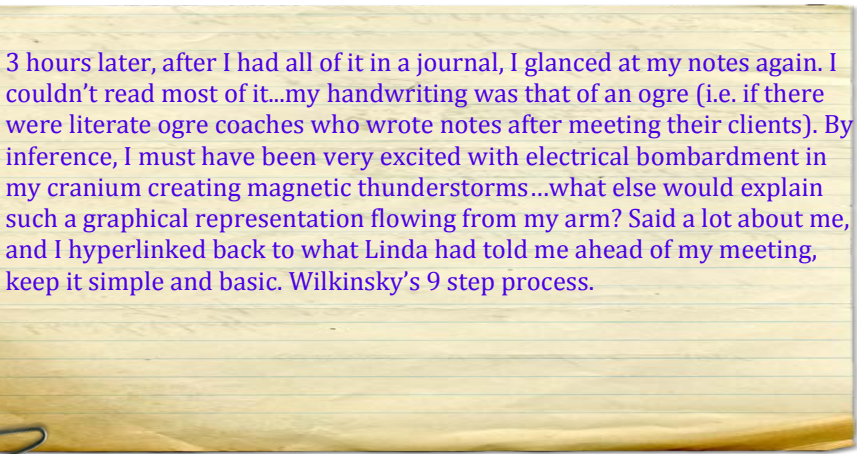 3 hours later, after I had all of it in a journal, I glanced at my notes again. I
couldn’t read most of it...my handwriting was that of an ogre (i.e. if there
were literate ogre coaches who wrote notes after meeting their clients). By
inference, I must have been very excited with electrical bombardment in
my cranium creating magnetic thunderstorms…what else would explain
such a graphical representation flowing from my arm? Said a lot about me,
and I hyperlinked back to what Linda had told me ahead of my meeting,
keep it simple and basic. Wilkinsky’s 9 step process.